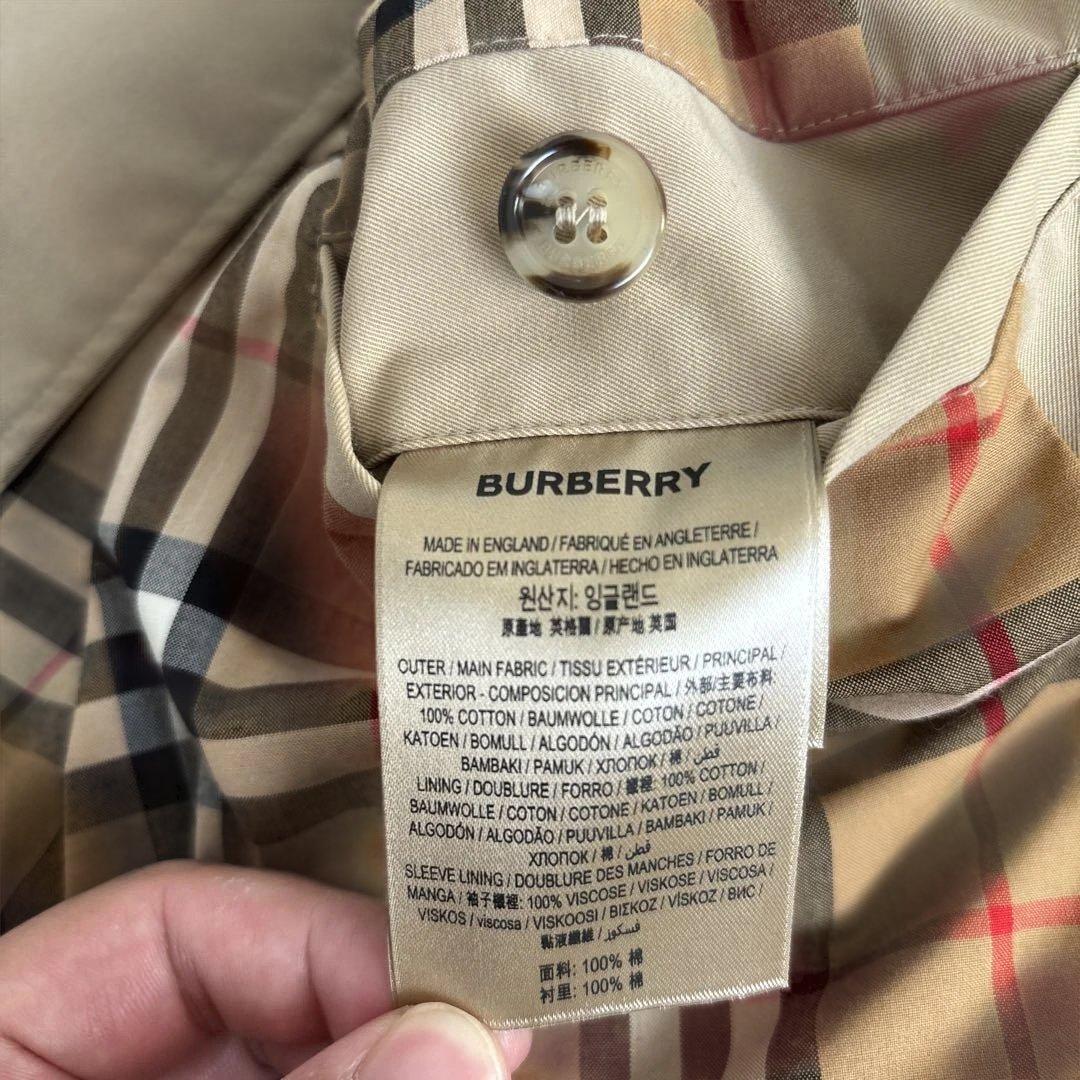 BURBERRY
BURBERRY
MADE IN ENGLAND / FABRIQUÉ EN ANGLETERRE /
FABRICADO EM INGLATERRA / HECHO EN INGLATERRA
원산지: 잉글랜드
原產地 英格蘭 / 原产地 英国
OUTER / MAIN FABRIC / TISSU EXTÉRIEUR / PRINCIPAL /
EXTERIOR - COMPOSICION PRINCIPAL / 外部/主要布料
100% COTTON / BAUMWOLLE / COTON / COTONE /
KATOEN / BOMULL / ALGODÓN / ALGODÃO / PUUVILLA /
BAMBAKI / PAMUK / ХЛОПОК / 棉 / قطن
LINING / DOUBLURE / FORRO / 襯裡: 100% COTTON /
BAUMWOLLE / COTON / COTONE / KATOEN / BOMULL /
ALGODÓN / ALGODÃO / PUUVILLA / BAMBAKI / PAMUK /
ХЛОПОК / 棉 / قطن
SLEEVE LINING / DOUBLURE DES MANCHES / FORRO DE
MANGA / 袖子襯裡: 100% VISCOSE / VISKOSE / VISCOSA /
VISKOS / viscosa / VISKOOSI / ΒΙΣΚΟΖ / VİSKOZ / ВИС /
黏液纖維 / فسكوز
面料: 100% 棉
衬里: 100% 棉